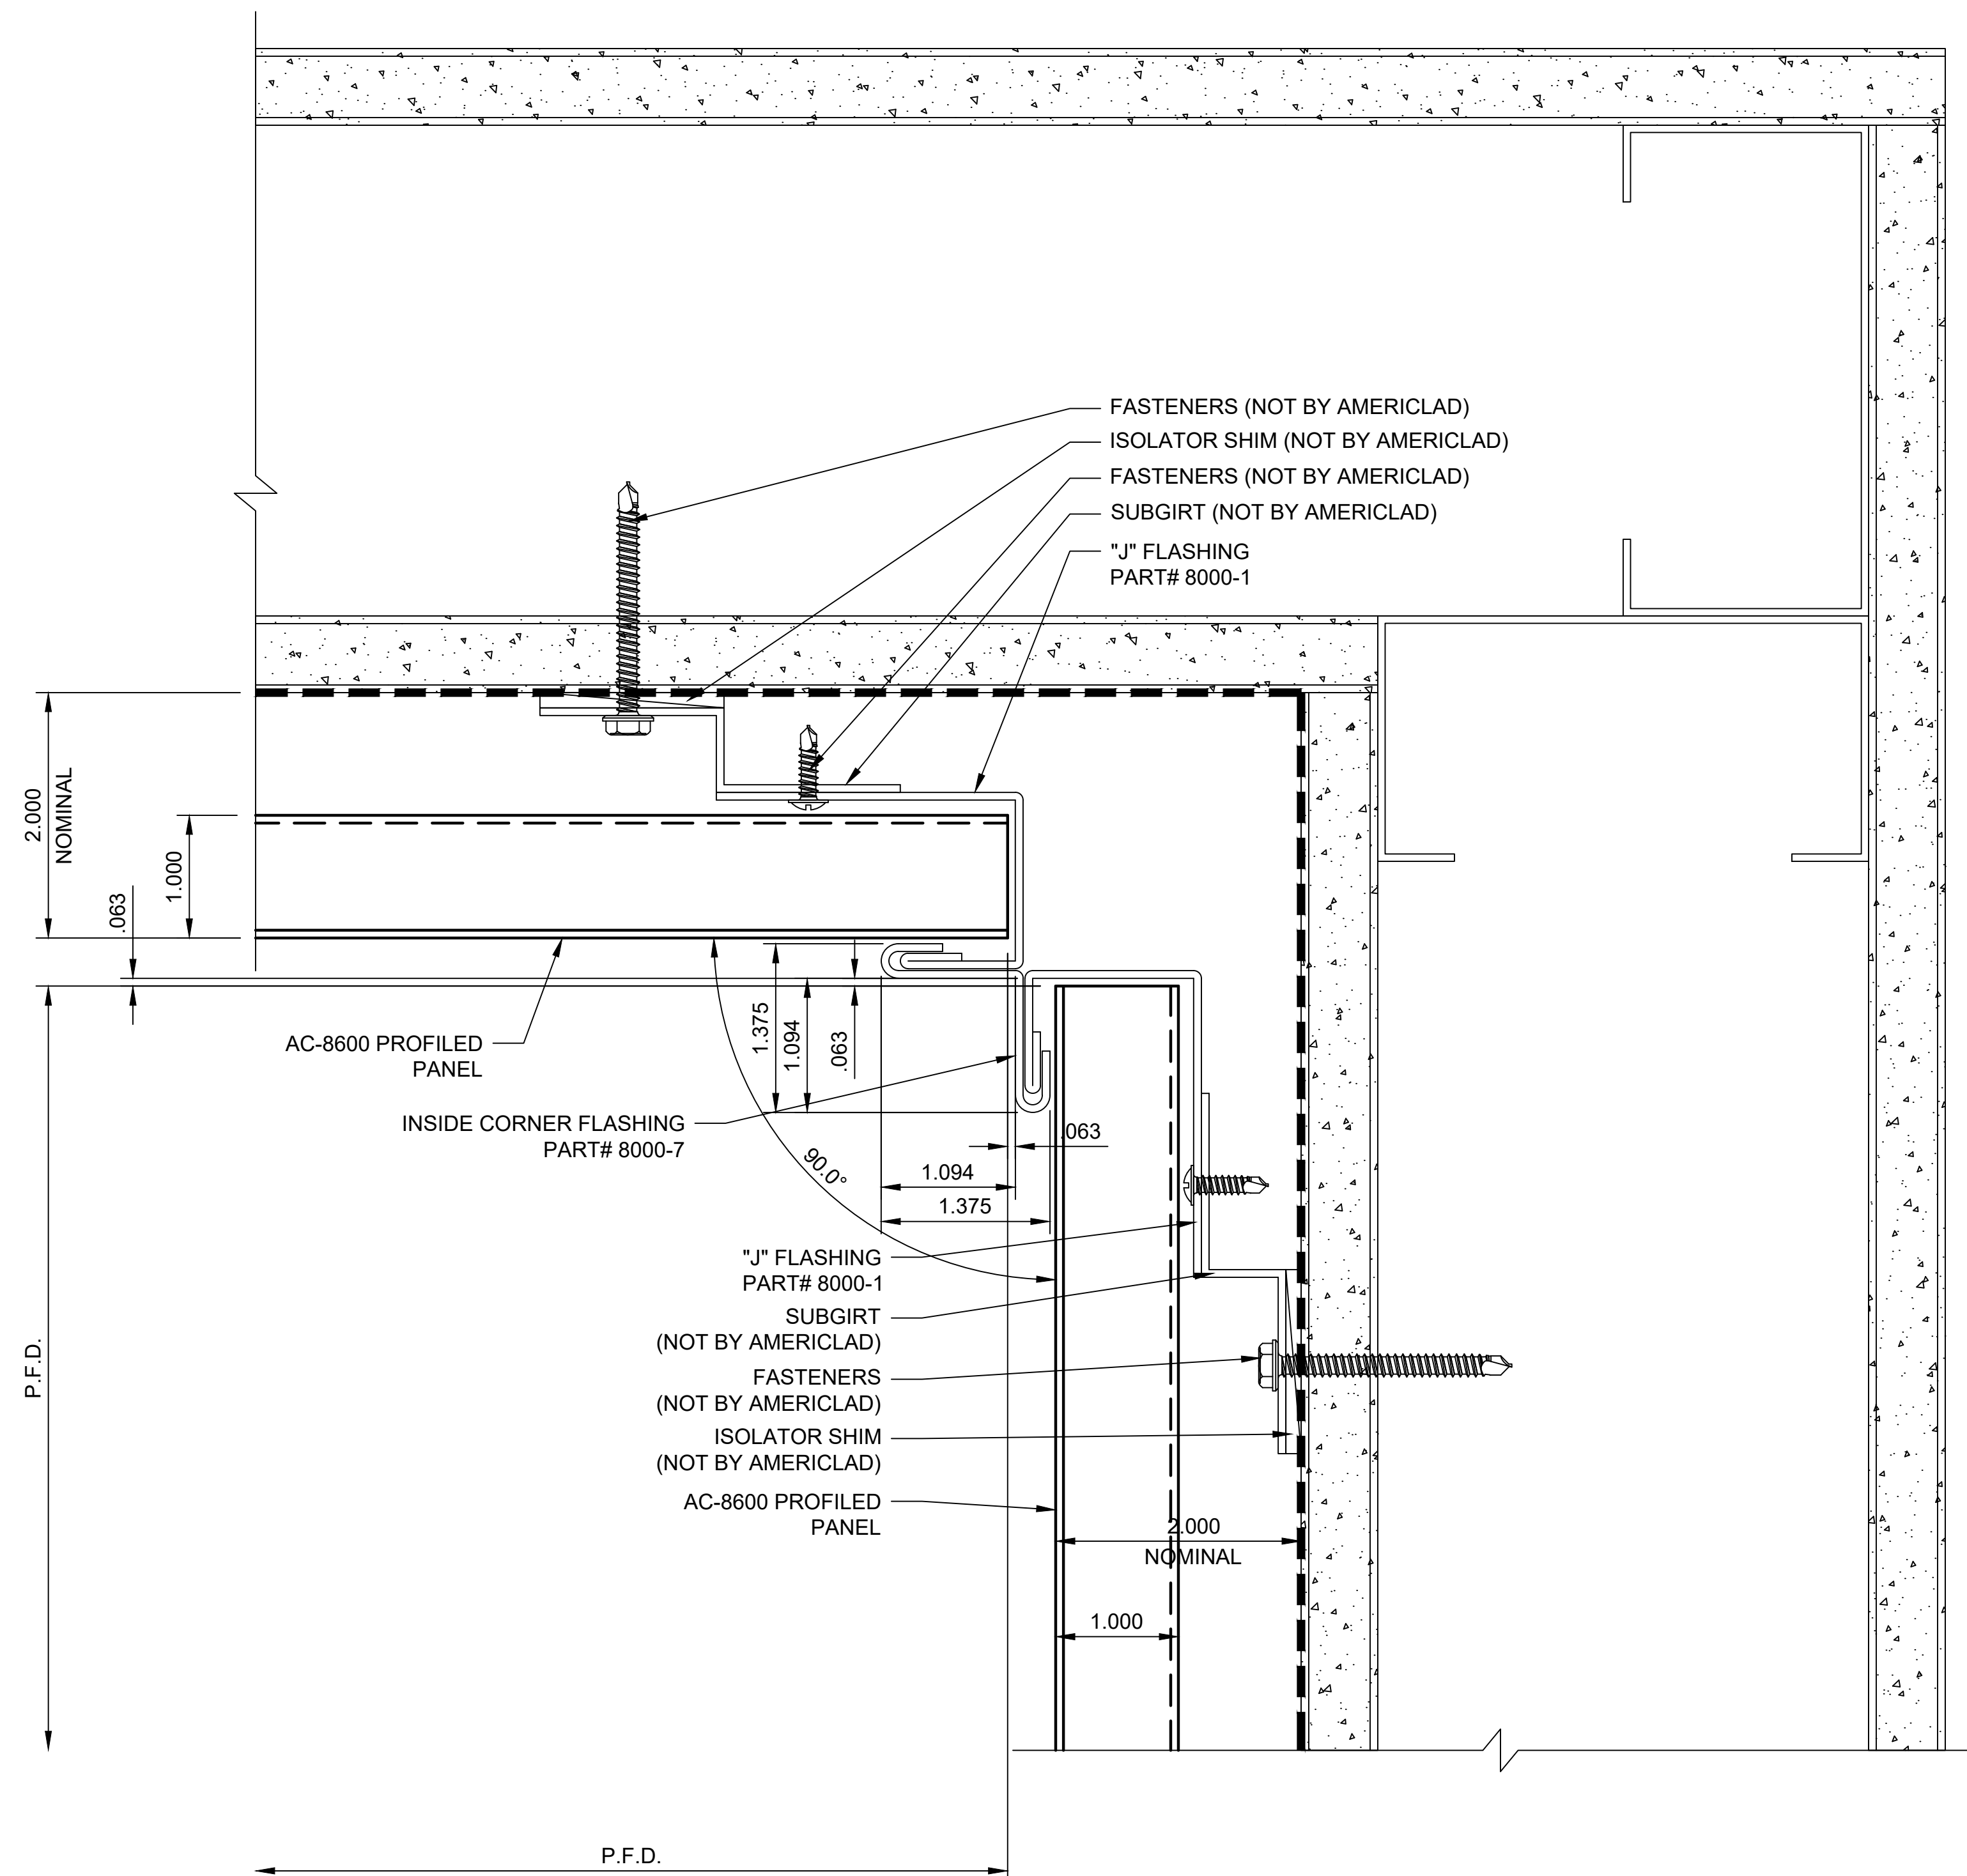 FASTENERS (NOT BY AMERICLAD)
ISOLATOR SHIM (NOT BY AMERICLAD)
FASTENERS (NOT BY AMERICLAD)
SUBGIRT (NOT BY AMERICLAD)
"J" FLASHING
PART# 8000-1
2.000
NOMINAL
1.000
.063
AC-8600 PROFILED
PANEL
1.375
1.094
.063
INSIDE CORNER FLASHING
PART# 8000-7
.063
90.0°
1.094
1.375
"J" FLASHING
PART# 8000-1
SUBGIRT
(NOT BY AMERICLAD)
FASTENERS
(NOT BY AMERICLAD)
ISOLATOR SHIM
(NOT BY AMERICLAD)
AC-8600 PROFILED
PANEL
2.000
NOMINAL
1.000
P.F.D.
P.F.D.